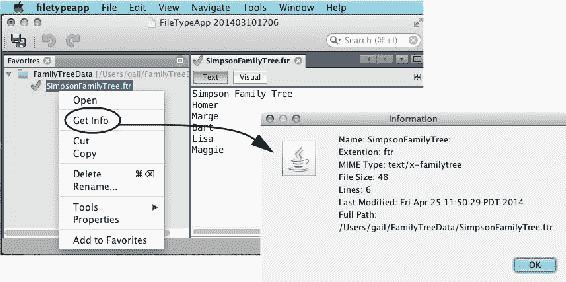 filetypeapp File Edit View Navigate Tools Window Help
FileTypeApp 201403101706
Search (⌘+I)
Favorites
SimpsonFamilyTree.ftr
FamilyTreeData [/Users/gail/FamilyTreeD
SimpsonFamilyTree.ftr
Text Visual
Simpson Family Tree
Homer
Marge
Bart
Lisa
Maggie
Open
Get Info
Cut
Copy
Delete ⌘⌫
Rename...
Tools
Properties
Add to Favorites
Information
Name: SimpsonFamilyTree:
Extention: ftr
MIME Type: text/x-familytree
File Size: 48
Lines: 6
Last Modified: Fri Apr 25 11:50:29 PDT 2014
Full Path:
/Users/gail/FamilyTreeData/SimpsonFamilyTree.ftr
OK